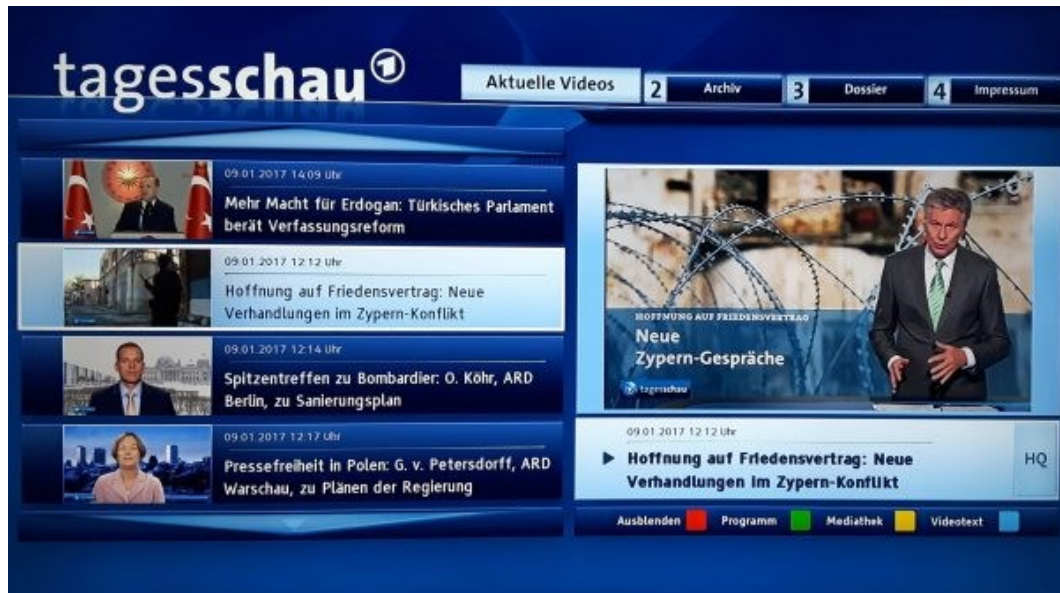 tagesschau
Aktuelle Videos
2 Archiv
3 Dossier
4 Impressum
09.01.2017 14:09 Uhr
Mehr Macht für Erdogan: Türkisches Parlament
berät Verfassungsreform
09.01.2017 12:12 Uhr
Hoffnung auf Friedensvertrag: Neue
Verhandlungen im Zypern-Konflikt
09.01.2017 12:14 Uhr
Spitzentreffen zu Bombardier: O. Köhr, ARD
Berlin, zu Sanierungsplan
09.01.2017 12:17 Uhr
Pressefreiheit in Polen: G. v. Petersdorff, ARD
Warschau, zu Plänen der Regierung
HOFFNUNG AUF FRIEDENSVERTRAG
Neue
Zypern-Gespräche
tagesschau
09.01.2017 12:12 Uhr
Hoffnung auf Friedensvertrag: Neue
Verhandlungen im Zypern-Konflikt
HQ
Ausblenden Programm Mediathek Videotext